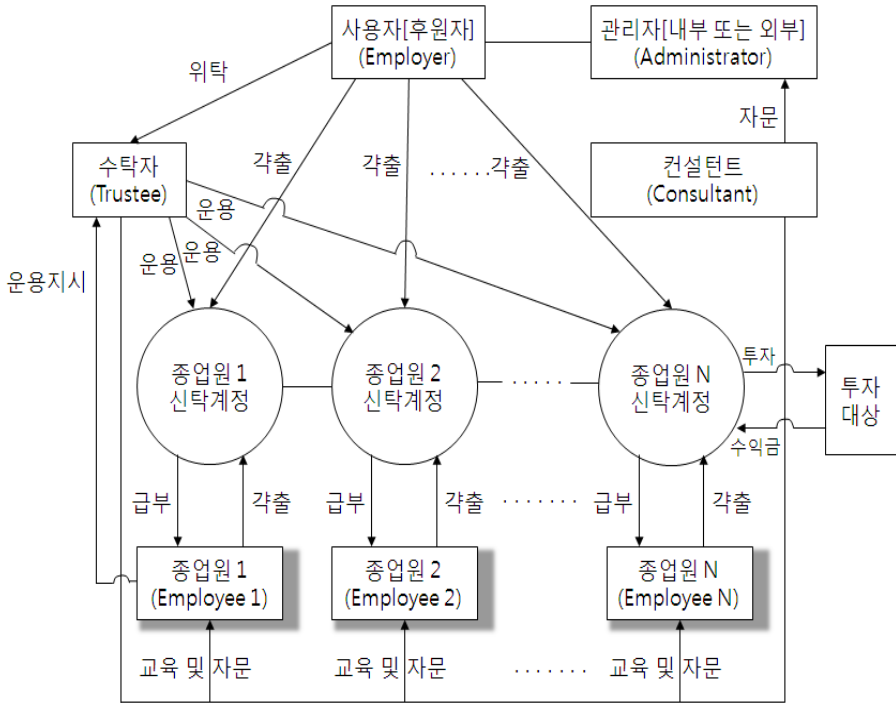 사용자[후원자]
(Employer)
관리자[내부 또는 외부]
(Administrator)
위탁
자문
수탁자
(Trustee)
갹출
갹출
......갹출
컨설턴트
(Consultant)
운용
운용
운용
운용지시
종업원 1
신탁계정
종업원 2
신탁계정
.....
종업원 N
신탁계정
투자
수익금
투자
대상
급부
갹출
급부
갹출
.......
급부
갹출
종업원 1
(Employee 1)
종업원 2
(Employee 2)
종업원 N
(Employee N)
교육 및 자문
교육 및 자문
.......
교육 및 자문